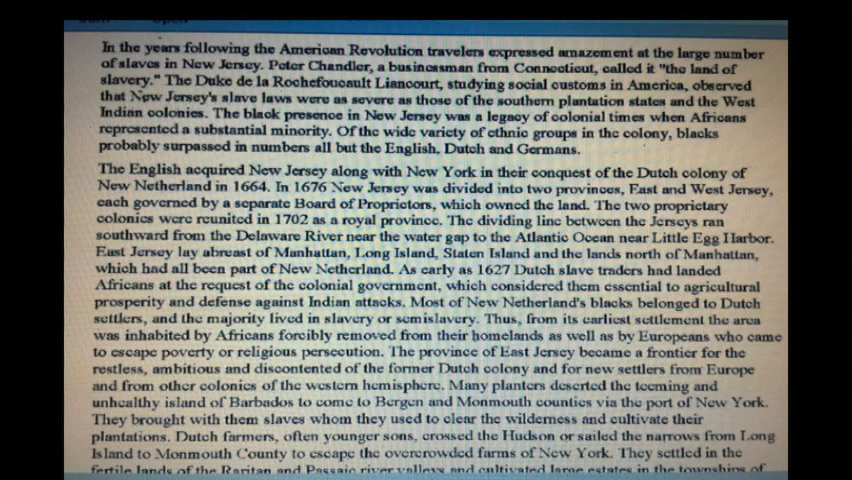 In the years following the American Revolution travelers expressed amazement at the large number
of slaves in New Jersey. Peter Chandler, a businessman from Connecticut, called it "the land of
slavery." The Duke de la Rochefoucault Liancourt, studying social customs in America, observed
that New Jersey's slave laws were as severe as those of the southern plantation states and the West
Indian colonies. The black presence in New Jersey was a legacy of colonial times when Africans
represented a substantial minority. Of the wide variety of ethnic groups in the colony, blacks
probably surpassed in numbers all but the English, Dutch and Germans.
The English acquired New Jersey along with New York in their conquest of the Dutch colony of
New Netherland in 1664. In 1676 New Jersey was divided into two provinces, East and West Jersey,
each governed by a separate Board of Proprietors, which owned the land. The two proprietary
colonies were reunited in 1702 as a royal province. The dividing line between the Jerseys ran
southward from the Delaware River near the water gap to the Atlantic Ocean near Little Egg Harbor.
East Jersey lay abreast of Manhattan, Long Island, Staten Island and the lands north of Manhattan,
which had all been part of New Netherland. As early as 1627 Dutch slave traders had landed
Africans at the request of the colonial government, which considered them essential to agricultural
prosperity and defense against Indian attacks. Most of New Netherland's blacks belonged to Dutch
settlers, and the majority lived in slavery or semislavery. Thus, from its earliest settlement the area
was inhabited by Africans forcibly removed from their homelands as well as by Europeans who came
to escape poverty or religious persecution. The province of East Jersey became a frontier for the
restless, ambitious and discontented of the former Dutch colony and for new settlers from Europe
and from other colonies of the western hemisphere. Many planters deserted the teeming and
unhealthy island of Barbados to come to Bergen and Monmouth counties via the port of New York.
They brought with them slaves whom they used to clear the wilderness and cultivate their
plantations. Dutch farmers, often younger sons, crossed the Hudson or sailed the narrows from Long
Island to Monmouth County to escape the overcrowded farms of New York. They settled in the
fertile lands of the Raritan and Passaic river valleys and cultivated large estates in the townships of